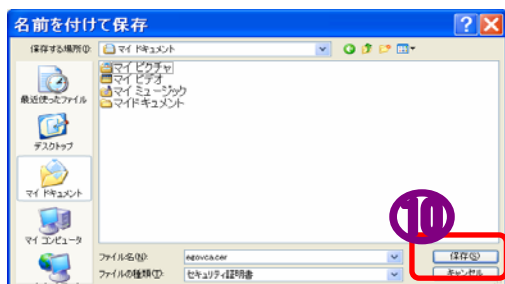 名前を付けて保存
保存する場所(I):
マイ ドキュメント
マイ ピクチャ
マイ ビデオ
マイ ミュージック
マイドキュメント
最近使ったファイル
デスクトップ
マイ ドキュメント
マイ コンピュータ
⑩
ファイル名(N):
egovca.cer
保存(S)
ファイルの種類(T):
セキュリティ証明書
キャンセル